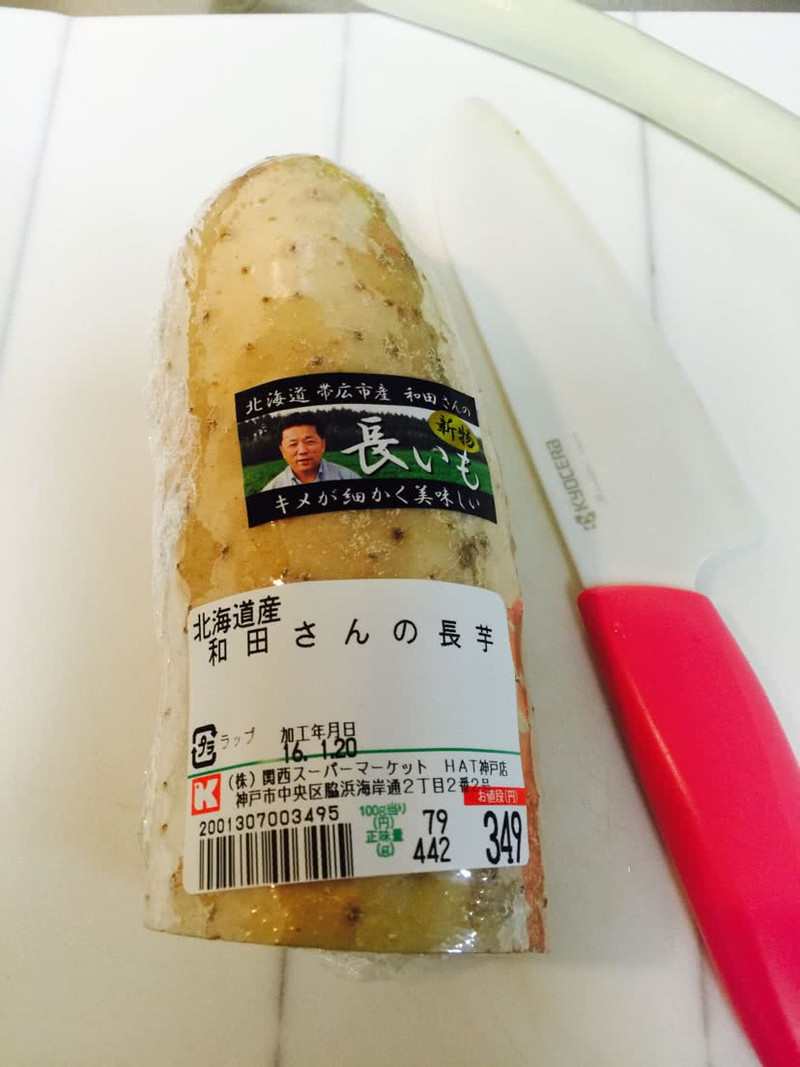 北海道 帯広市産 和田さんの
新物
長いも
キメが細かく美味しい
KYOCERA
北海道産
和田さんの長芋
プラ ラップ 加工年月日
16. 1.20
K (株)関西スーパーマーケット HAT神戸店
神戸市中央区脇浜海岸通2丁目2番2号
お値段(円)
2001307003495
100g当り(円) 79
正味量(g) 442
349